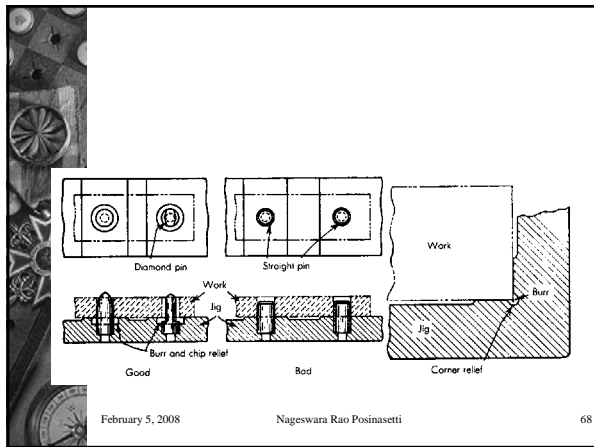 Diamond pin
Straight pin
Work
Jig
Burr and chip relief
Good
Bad
Work
Burr
Jig
Corner relief
February 5, 2008
Nageswara Rao Posinasetti
68